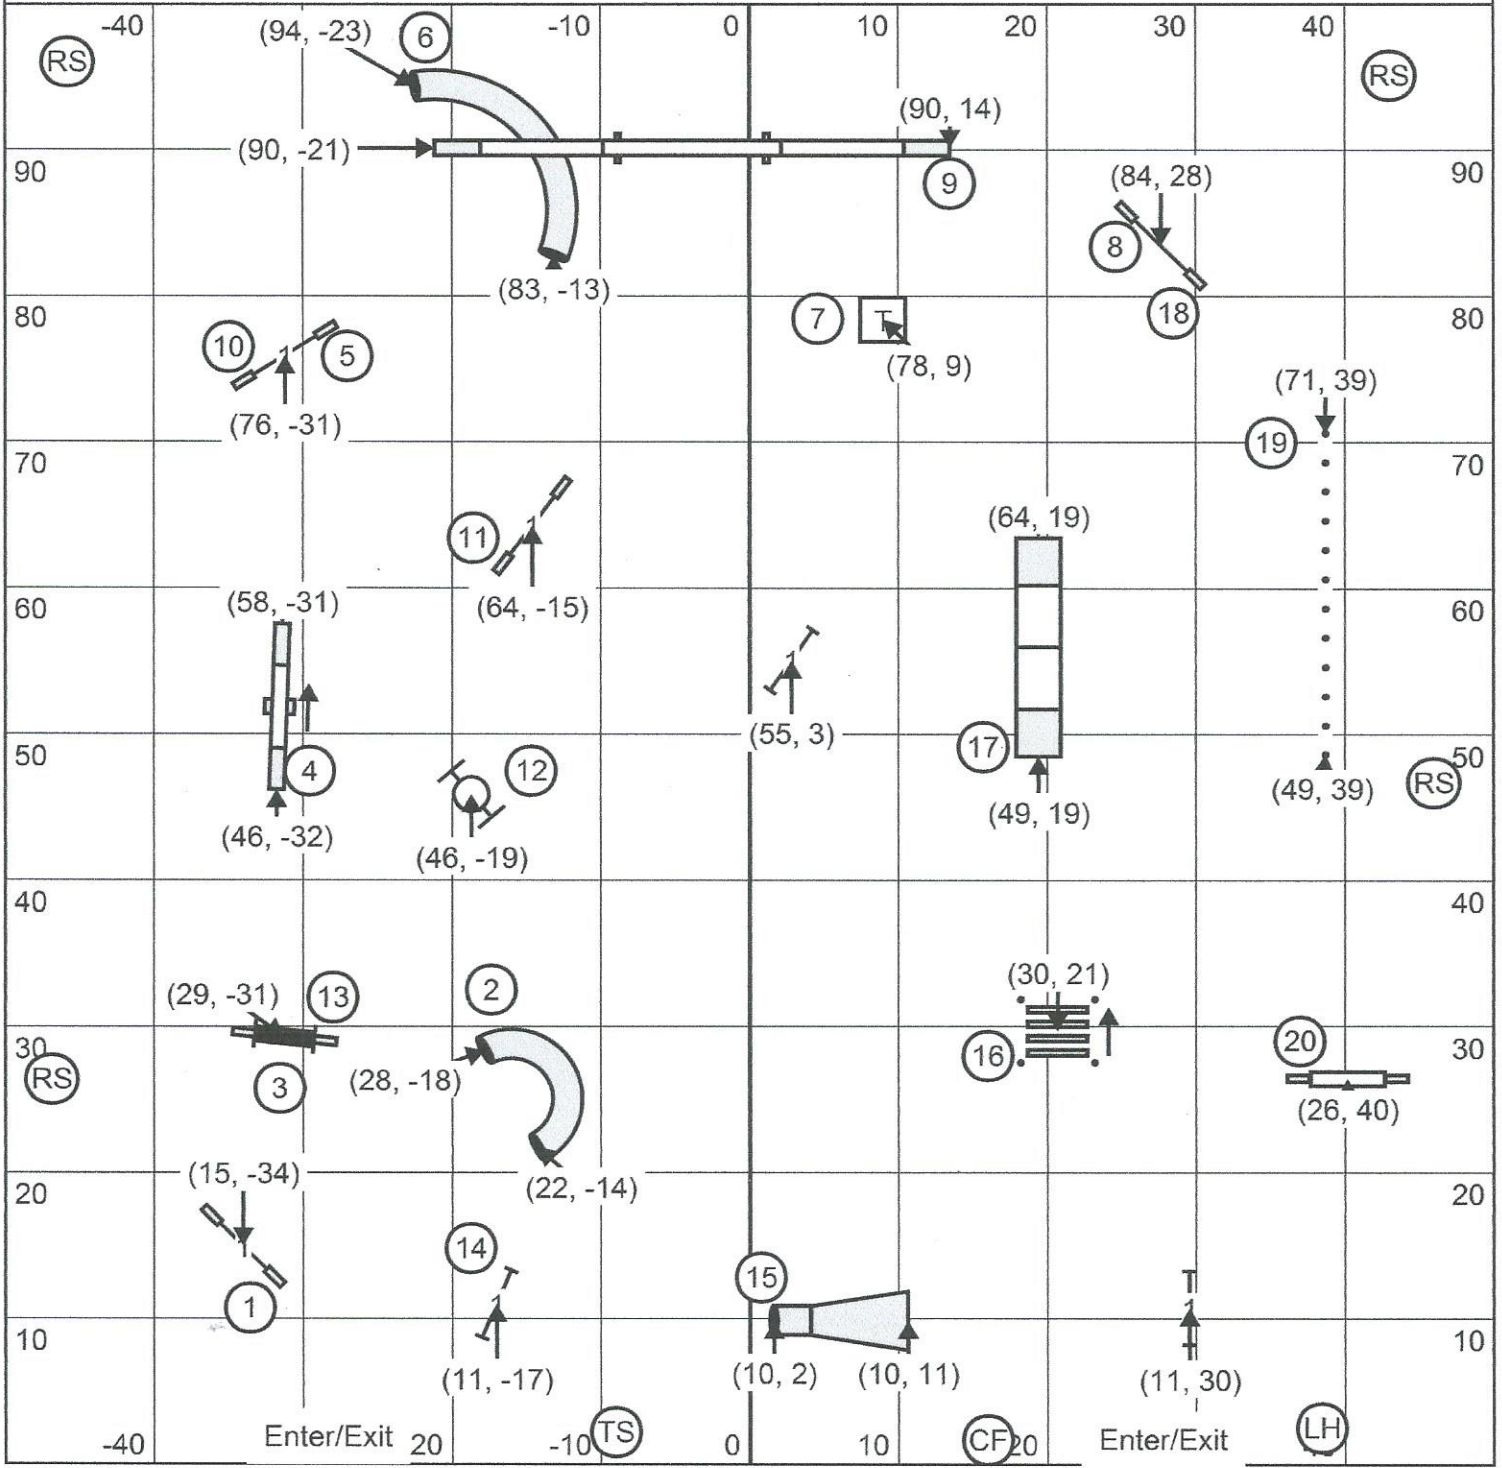 -40 (94, -23) 6 -10 0 10 20 30 40
RS RS
(90, 14)
(90, -21)
90 9 (84, 28) 90
8
(83, -13)
80 7 T 18 80
10 1 5 (78, 9)
(71, 39)
(76, -31)
19
70 70
11 1 (64, 19)
60 (58, -31) (64, -15) 60
1
(55, 3)
50 4 12 17 50
RS
(49, 19) (49, 39)
(46, -32) (46, -19)
40 40
(29, -31) 13 2 (30, 21)
30 16 20 30
RS 3 (28, -18)
(26, 40)
(15, -34) (22, -14)
20 20
1
14 15
1 1
10 10
(11, -17) (10, 2) (10, 11) (11, 30)
-40 Enter/Exit 20 -10 TS 0 10 CF 20 Enter/Exit LH